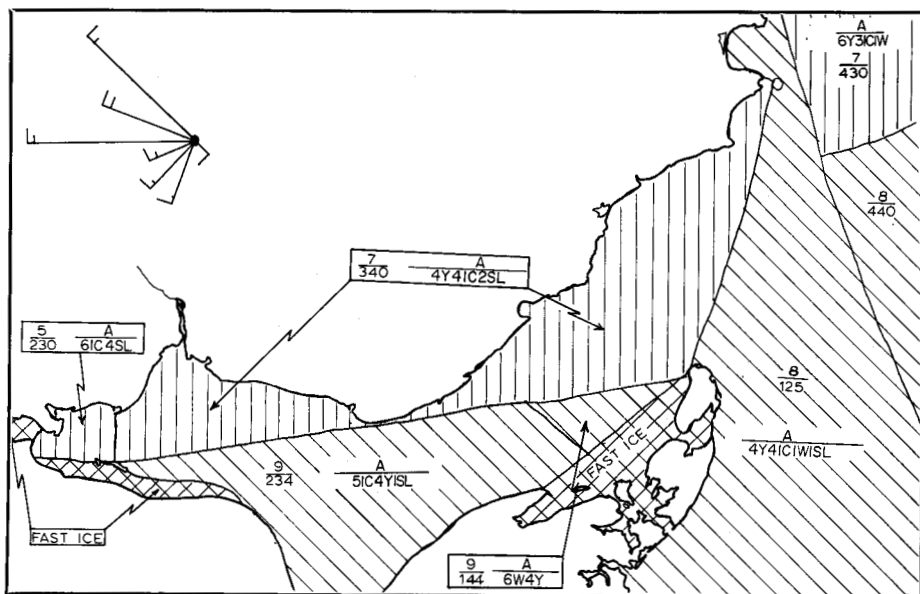 A
6Y3IC1W
7
430
8
440
7 A
340 4Y4IC2SL
5 A
230 6IC4SL
8
125
A
4Y4IC1W1SL
FAST ICE
9 A
234 5IC4Y1SL
FAST ICE
9 A
144 6W4Y